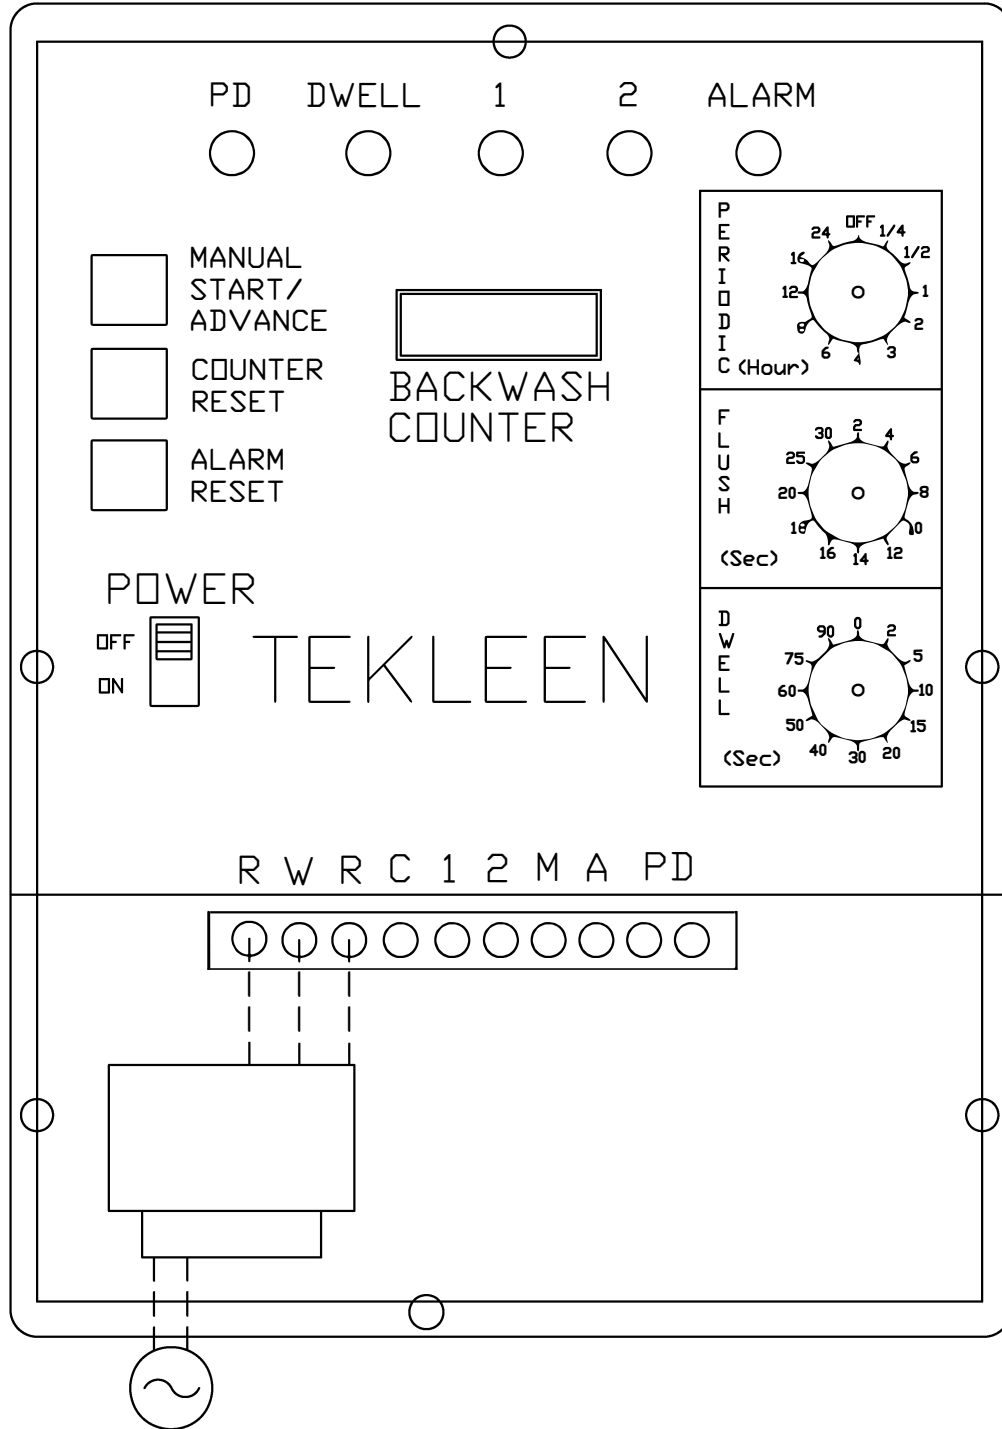 PD DWELL 1 2 ALARM
MANUAL
START/
ADVANCE
COUNTER
RESET
ALARM
RESET
BACKWASH
COUNTER
PERIODIC
(Hour)
OFF
1/4
1/2
1
2
3
4
6
8
12
16
24
FLUSH
(Sec)
2
4
6
8
10
12
14
16
18
20
25
30
DWELL
(Sec)
0
2
5
10
15
20
30
40
50
60
75
90
POWER
OFF
ON
TEKLEEN
R W R C 1 2 M A PD